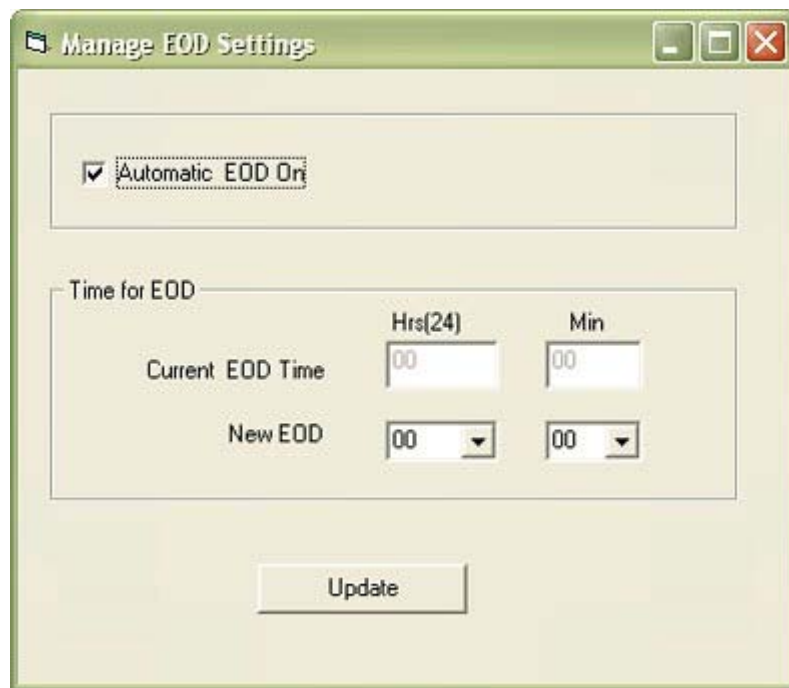 Manage EOD Settings
Automatic EOD On
Time for EOD
Hrs(24) Min
Current EOD Time 00 00
New EOD 00 00
Update